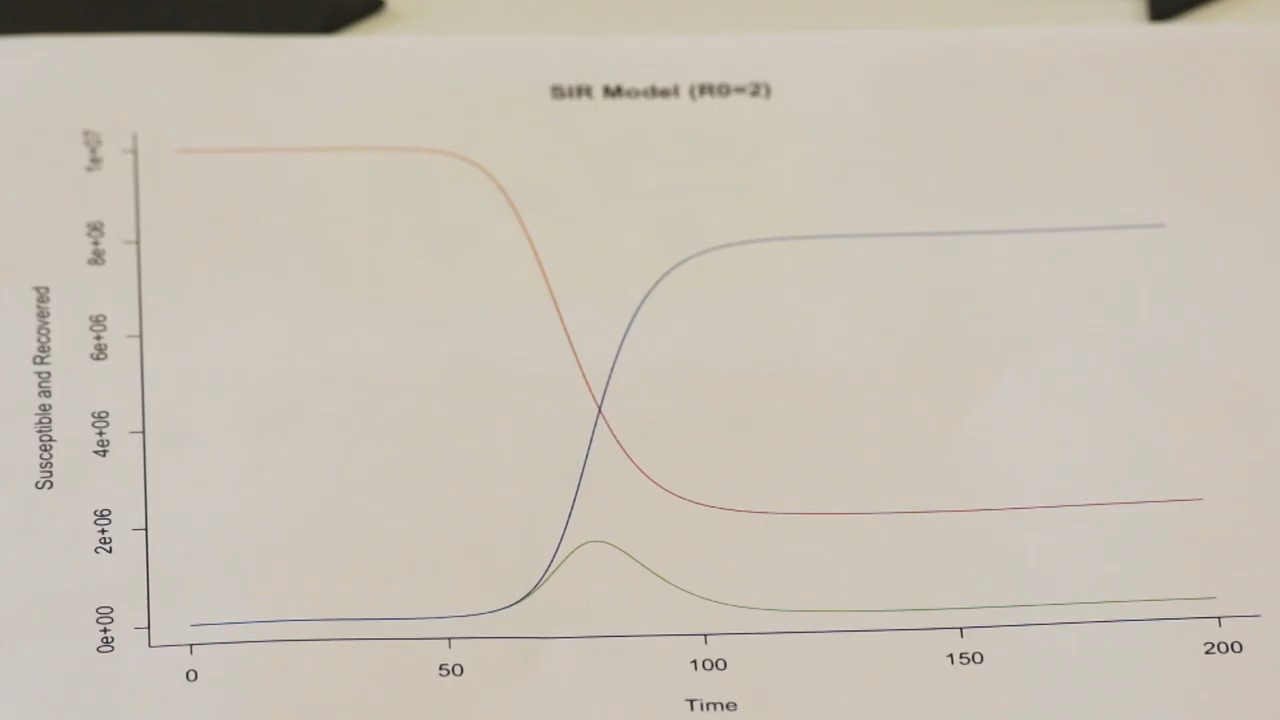 SIR Model (R0=2)
Susceptible and Recovered
1e+07
8e+06
6e+06
4e+06
2e+06
0e+00
0 50 100 150 200
Time